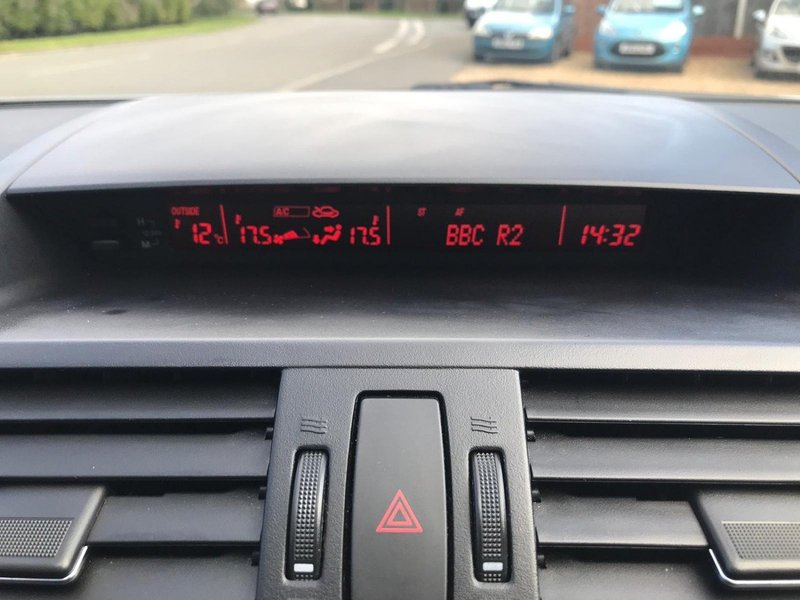 OUTSIDE A/C ST AF
12°C 17.5 17.5 BBC R2 14:32
H
M